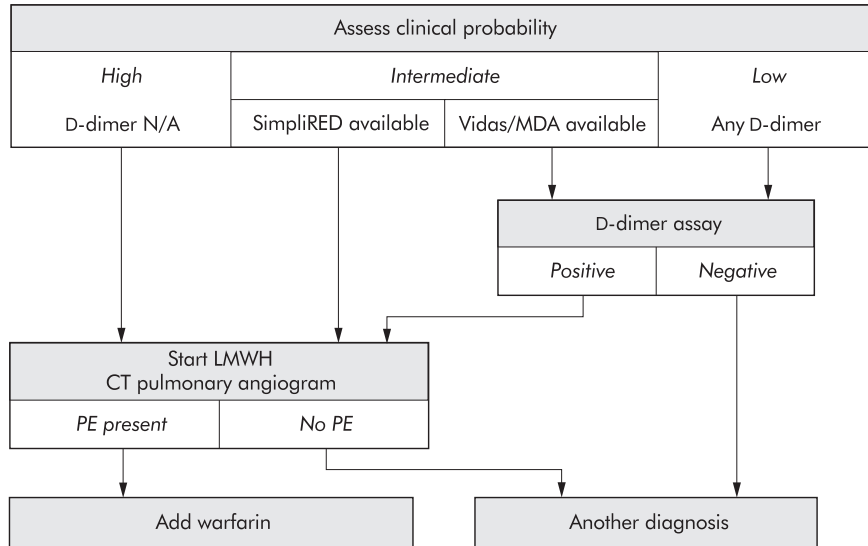 Assess clinical probability
High
Intermediate
Low
D-dimer N/A
SimpliRED available
Vidas/MDA available
Any D-dimer
D-dimer assay
Positive
Negative
Start LMWH
CT pulmonary angiogram
PE present
No PE
Add warfarin
Another diagnosis